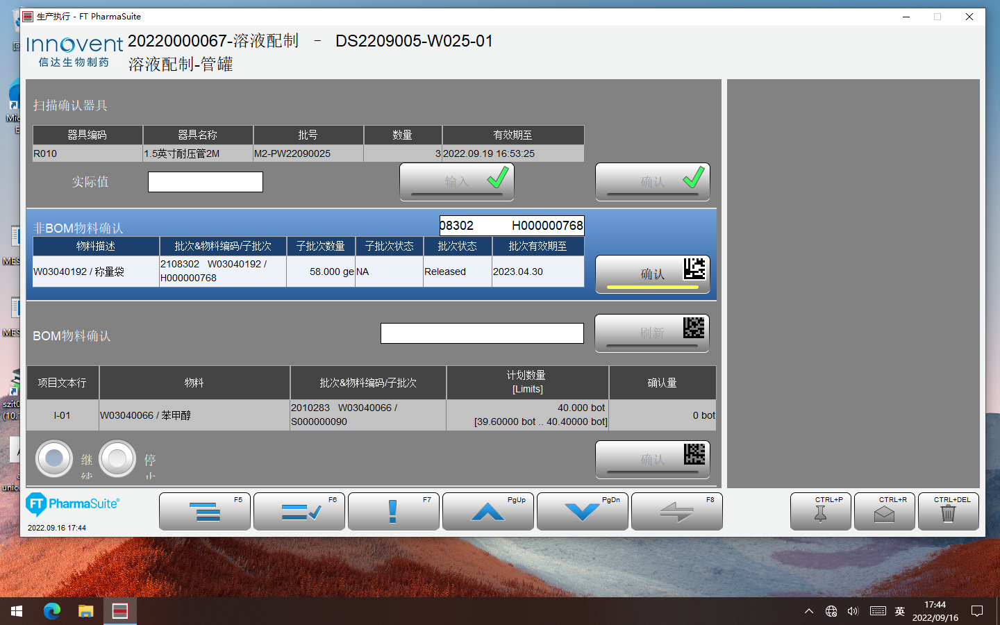 生产执行 - FT PharmaSuite
Innovent
信达生物制药
20220000067-溶液配制 - DS2209005-W025-01
溶液配制-管罐
扫描确认器具
器具编码 器具名称 批号 数量 有效期至
R010 1.5英寸耐压管2M M2-PW22090025 3 2022.09.19 16:53:25
实际值 输入 确认
非BOM物料确认 08302 H000000768
物料描述 批次&物料编码/子批次 子批次数量 子批次状态 批次状态 批次有效期至
W03040192 / 称量袋 2108302 W03040192 / 58.000 ge NA Released 2023.04.30
H000000768
确认
BOM物料确认 刷新
项目文本行 物料 批次&物料编码/子批次 计划数量 确认量
[Limits]
I-01 W03040066 / 苯甲醇 2010283 W03040066 / 40.000 bot 0 bot
S000000090 [39.60000 bot .. 40.40000 bot]
继续 停止 确认
FT PharmaSuite
F5 F6 F7 PgUp PgDn F8 CTRL+P CTRL+R CTRL+DEL
2022.09.16 17:44
Mic
E
MES
MES
szit0
(10.
unico
英
17:44
2022/09/16